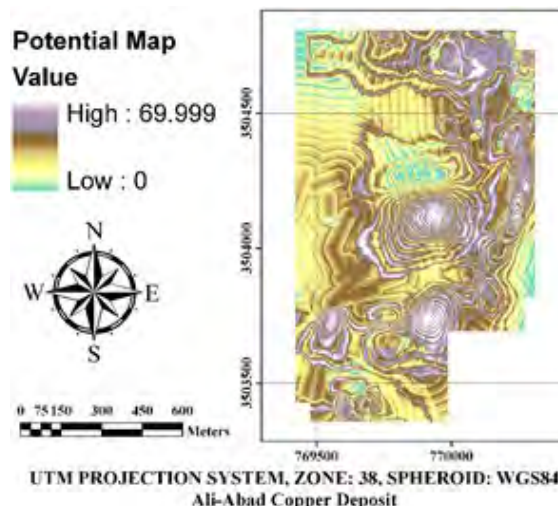 Potential Map
Value
High : 69.999
Low : 0
N
W E
S
0 75 150 300 450 600
Meters
3504500
3504000
3503500
769500 770000
UTM PROJECTION SYSTEM, ZONE: 38, SPHEROID: WGS84
Ali-Abad Copper Deposit